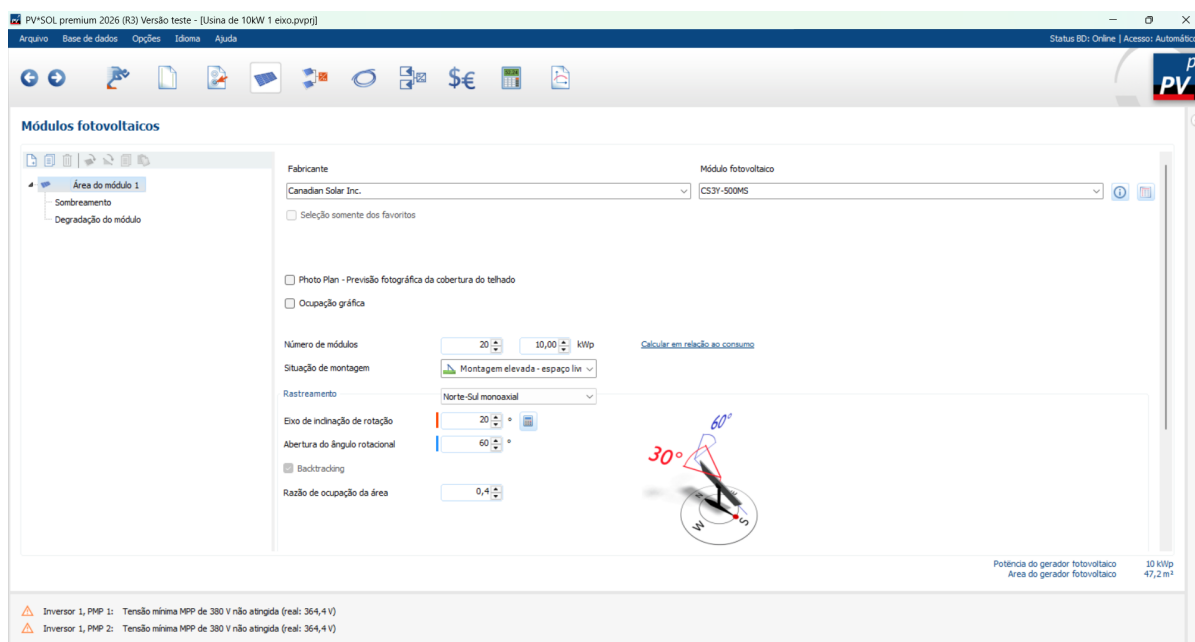 PV*SOL premium 2026 (R3) Versão teste - [Usina de 10kW 1 eixo.pvprj]
Arquivo Base de dados Opções Idioma Ajuda Status BD: Online | Acesso: Automático
PV
Módulos fotovoltaicos
Área do módulo 1
Sombreamento
Degradação do módulo
Fabricante Módulo fotovoltaico
Canadian Solar Inc. CS3Y-500MS
Seleção somente dos favoritos
Photo Plan - Previsão fotográfica da cobertura do telhado
Ocupação gráfica
Número de módulos 20 10,00 kWp Calcular em relação ao consumo
Situação de montagem Montagem elevada - espaço livr
Rastreamento Norte-Sul monoaxial
Eixo de inclinação de rotação 20 °
Abertura do ângulo rotacional 60 °
Backtracking
Razão de ocupação da área 0,4
60°
30°
N E
W S
Potência do gerador fotovoltaico 10 kWp
Área do gerador fotovoltaico 47,2 m²
Inversor 1, PMP 1: Tensão mínima MPP de 380 V não atingida (real: 364,4 V)
Inversor 1, PMP 2: Tensão mínima MPP de 380 V não atingida (real: 364,4 V)